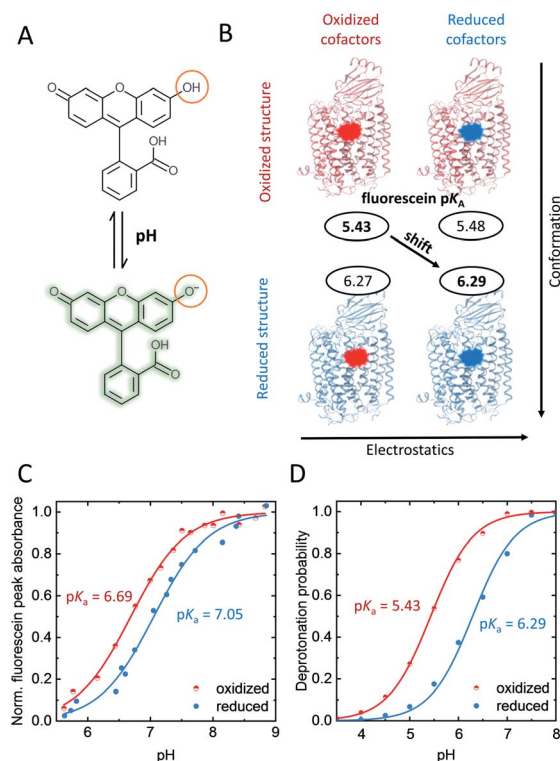 A
O
O
OH
OH
O
pH
O
O
O⁻
OH
O
B
Oxidized
cofactors
Reduced
cofactors
Oxidized structure
fluorescein pKA
5.43
5.48
shift
6.27
6.29
Reduced structure
Conformation
Electrostatics
C
Norm. fluorescein peak absorbance
1.0
0.8
0.6
0.4
0.2
0.0
pKa = 6.69
pKa = 7.05
oxidized
reduced
6
7
8
9
pH
D
Deprotonation probability
1.0
0.8
0.6
0.4
0.2
0.0
pKa = 5.43
pKa = 6.29
oxidized
reduced
4
5
6
7
8
pH